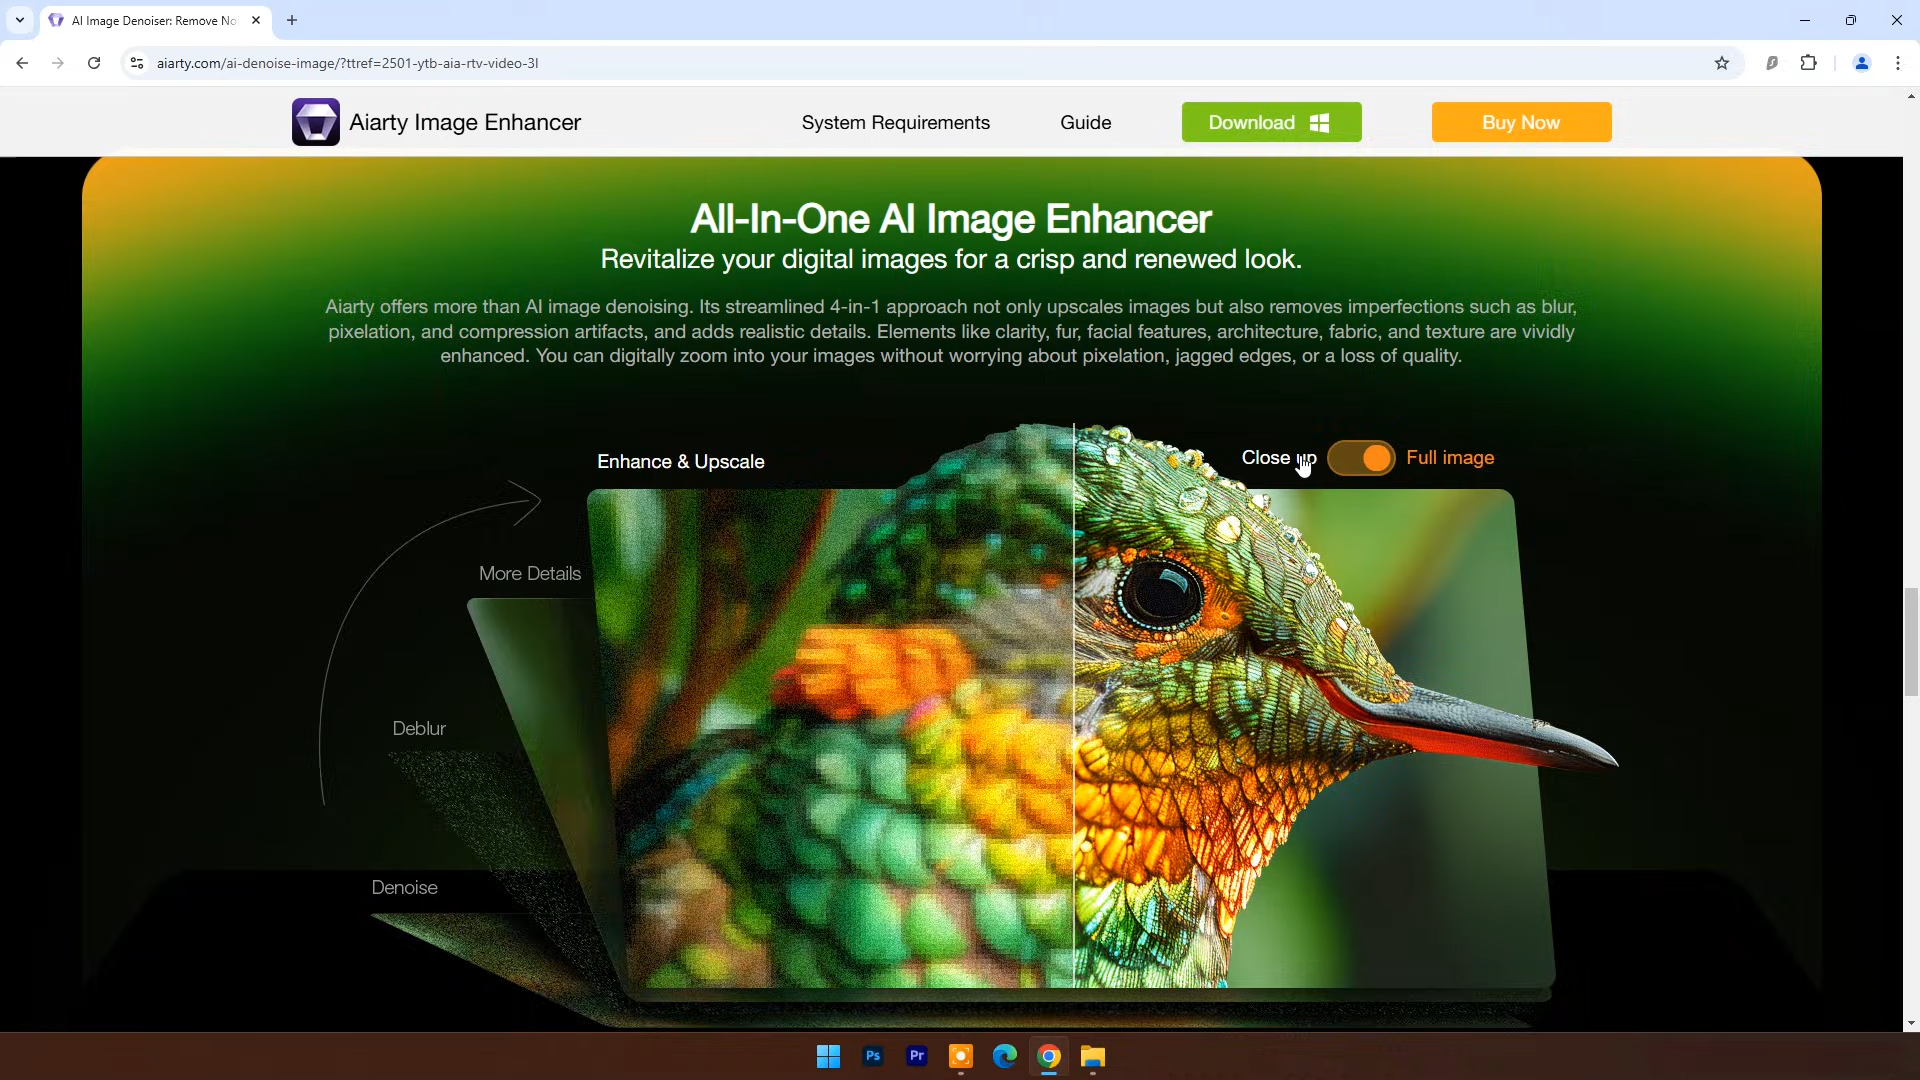 AI Image Denoiser: Remove No
aiarty.com/ai-denoise-image/?ttref=2501-ytb-aia-rtv-video-3l
Aiarty Image Enhancer
System Requirements
Guide
Download
Buy Now
All-In-One AI Image Enhancer
Revitalize your digital images for a crisp and renewed look.
Aiarty offers more than AI image denoising. Its streamlined 4-in-1 approach not only upscales images but also removes imperfections such as blur,
pixelation, and compression artifacts, and adds realistic details. Elements like clarity, fur, facial features, architecture, fabric, and texture are vividly
enhanced. You can digitally zoom into your images without worrying about pixelation, jagged edges, or a loss of quality.
Enhance & Upscale
Close up
Full image
More Details
Deblur
Denoise
Ps
Pr